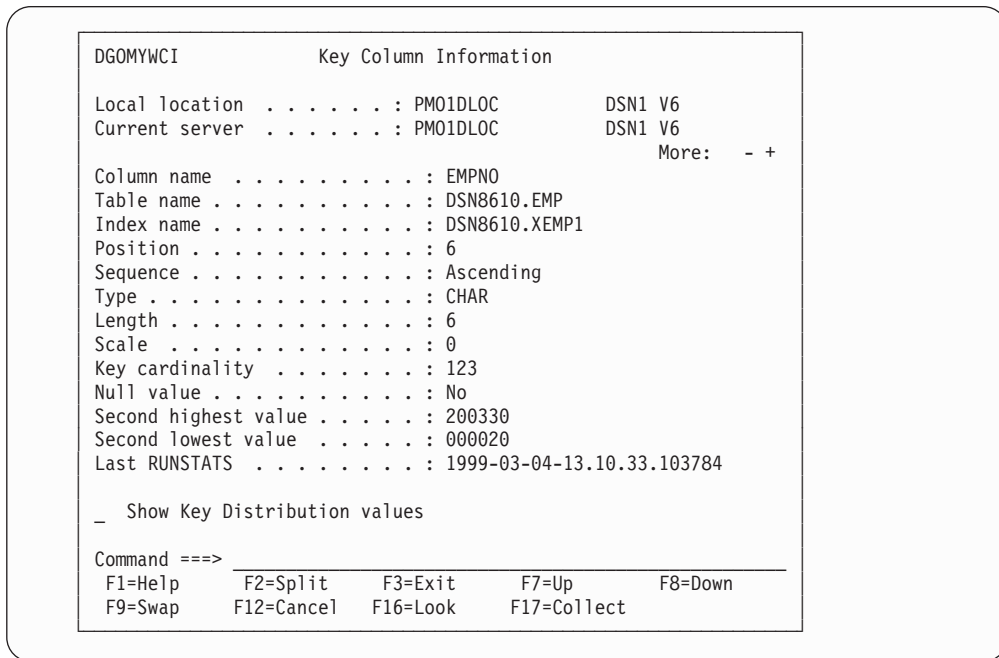 DGOMYWCI Key Column Information
Local location . . . . . . : PMO1DLOC DSN1 V6
Current server . . . . . . : PMO1DLOC DSN1 V6
More: - +
Column name . . . . . . . . . : EMPNO
Table name . . . . . . . . . . : DSN8610.EMP
Index name . . . . . . . . . . : DSN8610.XEMP1
Position . . . . . . . . . . . : 6
Sequence . . . . . . . . . . . : Ascending
Type . . . . . . . . . . . . . : CHAR
Length . . . . . . . . . . . . : 6
Scale . . . . . . . . . . . . : 0
Key cardinality . . . . . . . : 123
Null value . . . . . . . . . . : No
Second highest value . . . . . : 200330
Second lowest value . . . . . : 000020
Last RUNSTATS . . . . . . . . : 1999-03-04-13.10.33.103784
_ Show Key Distribution values
Command ===> ______________________________________________________
F1=Help F2=Split F3=Exit F7=Up F8=Down
F9=Swap F12=Cancel F16=Look F17=Collect